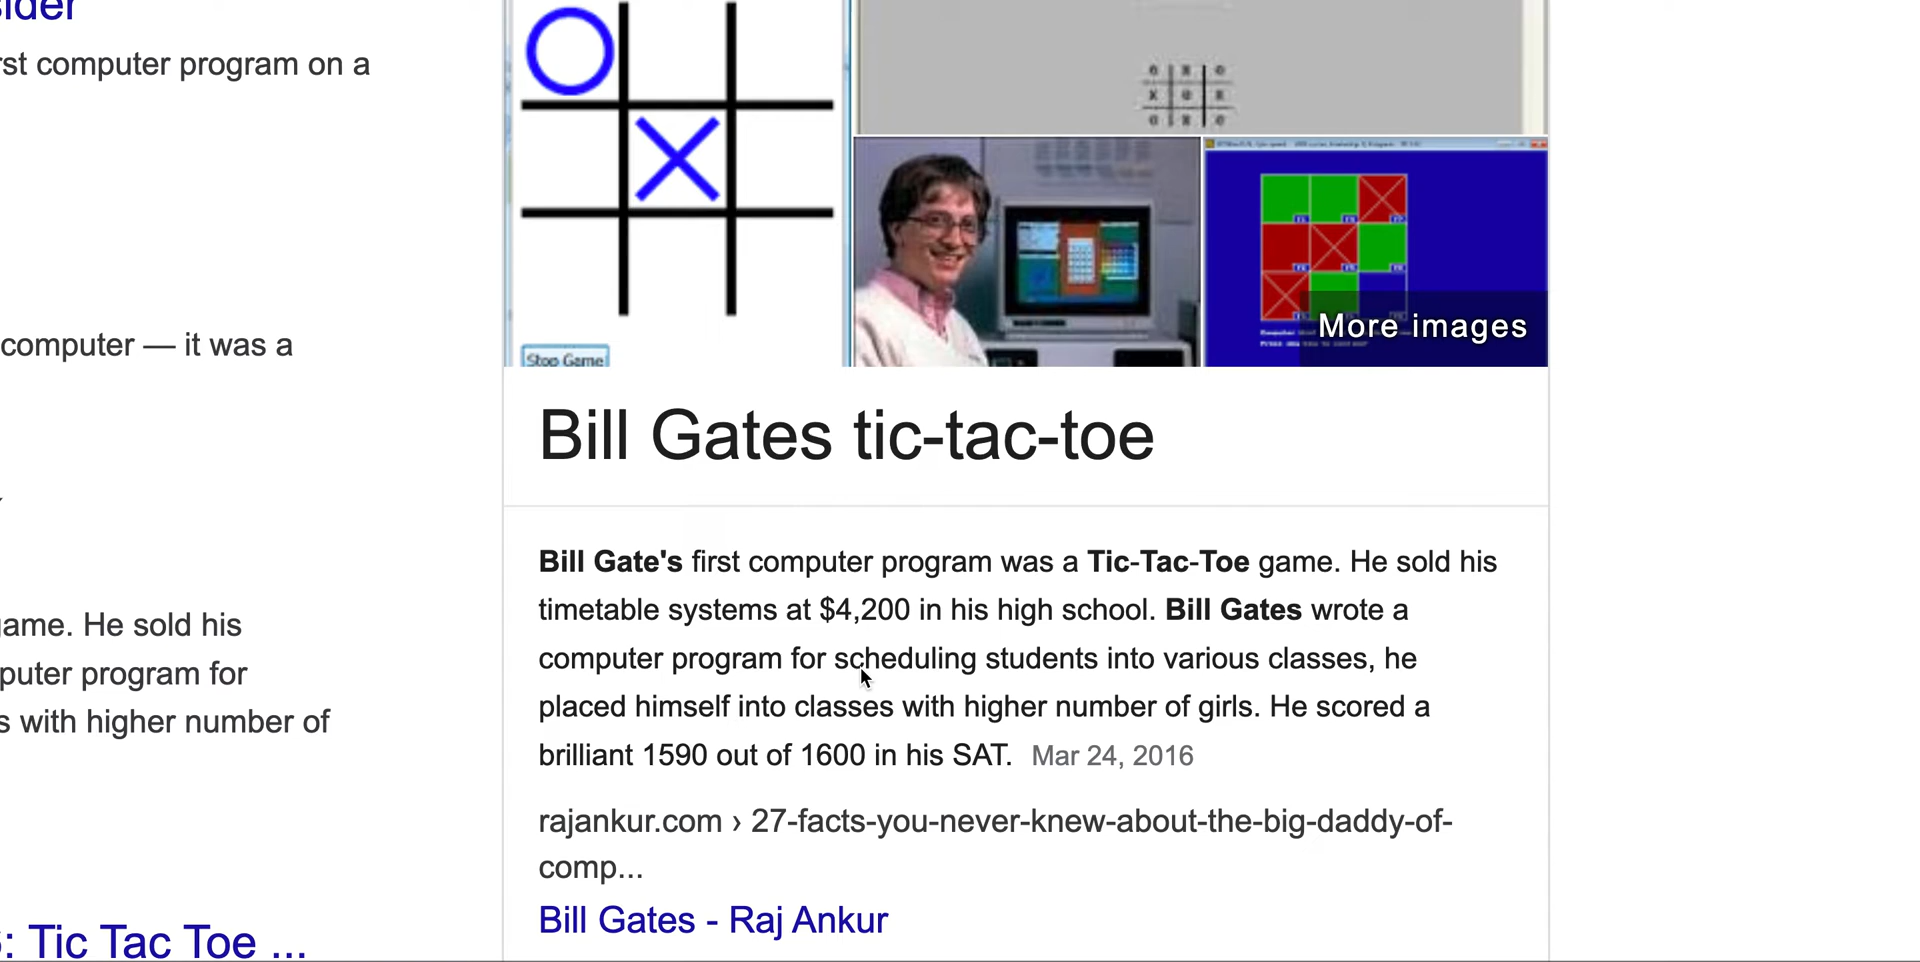 sider
rst computer program on a
computer — it was a
game. He sold his
puter program for
s with higher number of
: Tic Tac Toe ...
O X O
X O X
O X O
Stop Game
More images
Bill Gates tic-tac-toe
Bill Gate's first computer program was a Tic-Tac-Toe game. He sold his
timetable systems at $4,200 in his high school. Bill Gates wrote a
computer program for scheduling students into various classes, he
placed himself into classes with higher number of girls. He scored a
brilliant 1590 out of 1600 in his SAT. Mar 24, 2016
rajankur.com › 27-facts-you-never-knew-about-the-big-daddy-of-
comp...
Bill Gates - Raj Ankur